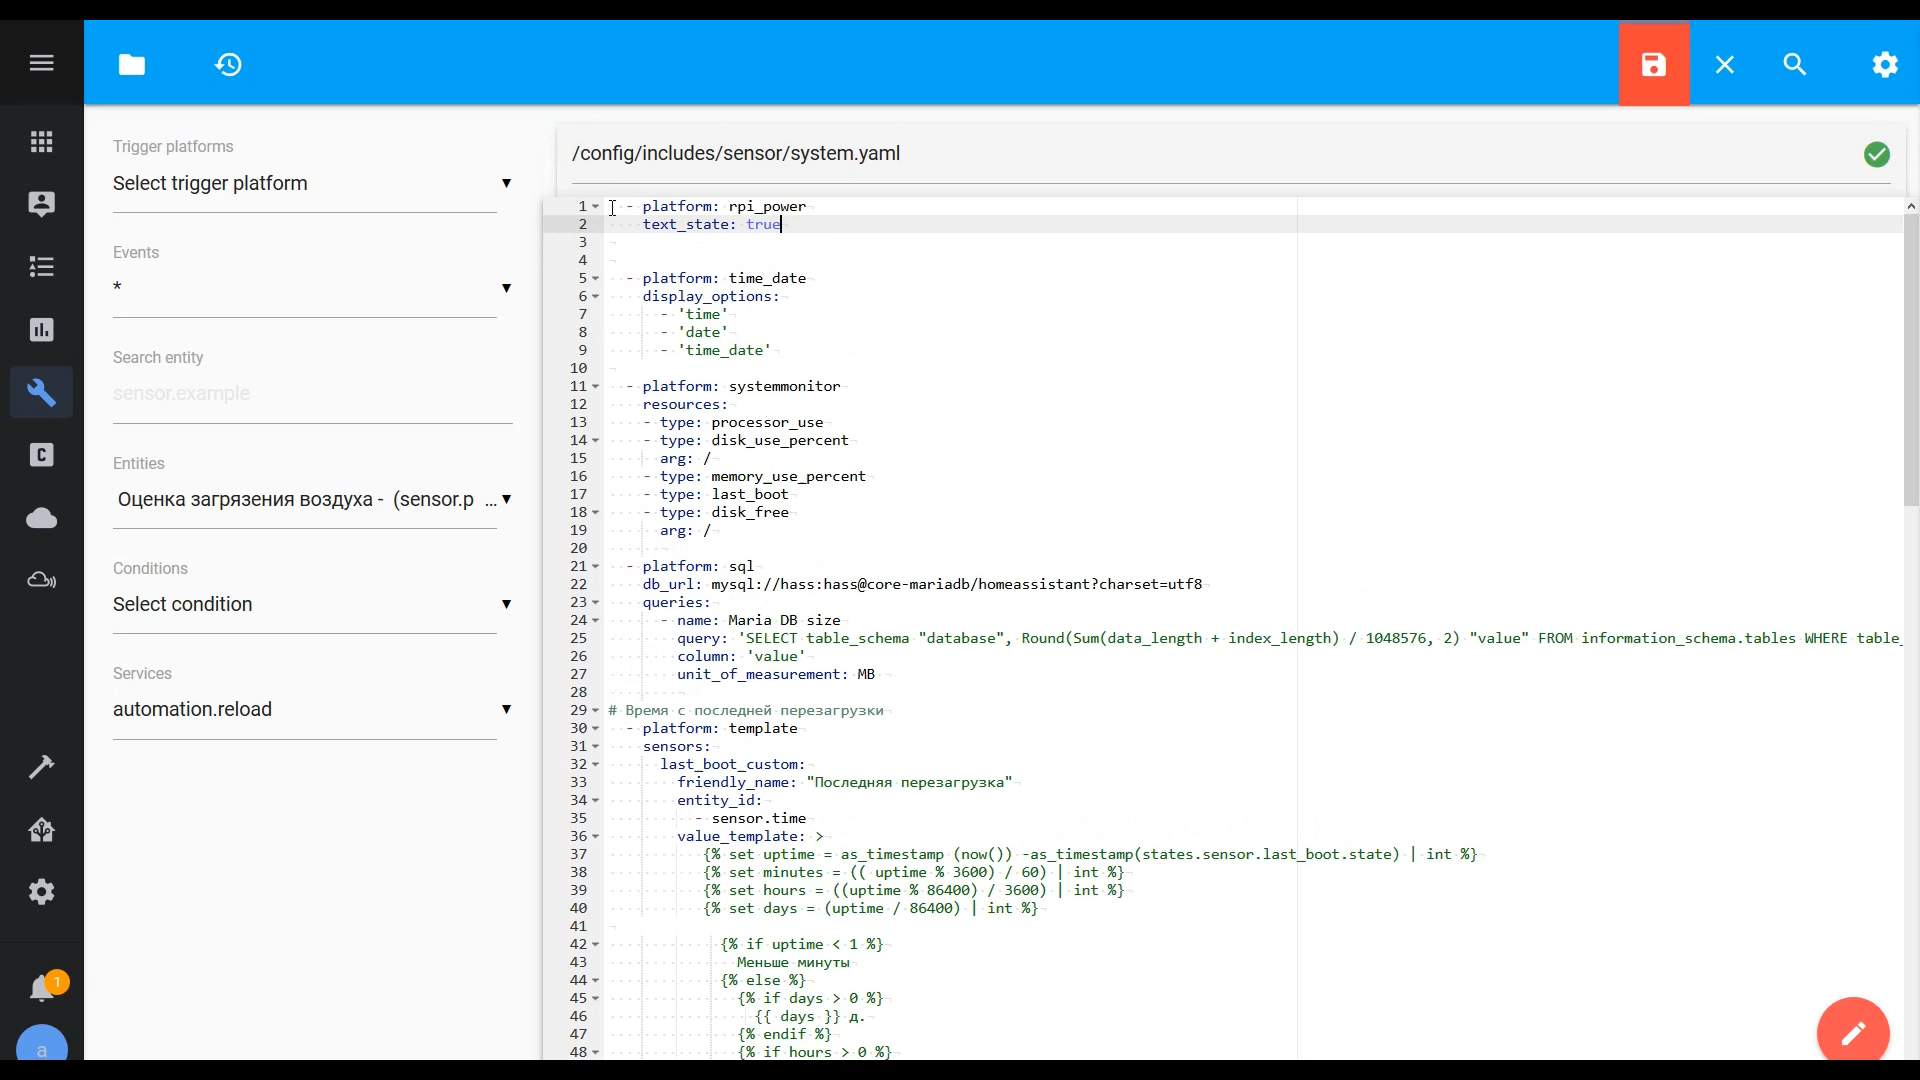 Trigger platforms
Select trigger platform
Events
*
Search entity
sensor.example
Entities
Оценка загрязения воздуха - (sensor.p ...
Conditions
Select condition
Services
automation.reload
1
a
/config/includes/sensor/system.yaml
1 - platform: rpi_power
2 text_state: true
3
4
5 - platform: time_date
6 display_options:
7 - 'time'
8 - 'date'
9 - 'time_date'
10
11 - platform: systemmonitor
12 resources:
13 - type: processor_use
14 - type: disk_use_percent
15 arg: /
16 - type: memory_use_percent
17 - type: last_boot
18 - type: disk_free
19 arg: /
20
21 - platform: sql
22 db_url: mysql://hass:hass@core-mariadb/homeassistant?charset=utf8
23 queries:
24 - name: Maria DB size
25 query: 'SELECT table_schema "database", Round(Sum(data_length + index_length) / 1048576, 2) "value" FROM information_schema.tables WHERE table_
26 column: 'value'
27 unit_of_measurement: MB
28
29 # Время с последней перезагрузки
30 - platform: template
31 sensors:
32 last_boot_custom:
33 friendly_name: "Последняя перезагрузка"
34 entity_id:
35 - sensor.time
36 value_template: >
37 {% set uptime = as_timestamp (now()) -as_timestamp(states.sensor.last_boot.state) | int %}
38 {% set minutes = (( uptime % 3600) / 60) | int %}
39 {% set hours = ((uptime % 86400) / 3600) | int %}
40 {% set days = (uptime / 86400) | int %}
41
42 {% if uptime < 1 %}
43 Меньше минуты
44 {% else %}
45 {% if days > 0 %}
46 {{ days }} д.
47 {% endif %}
48 {% if hours > 0 %}